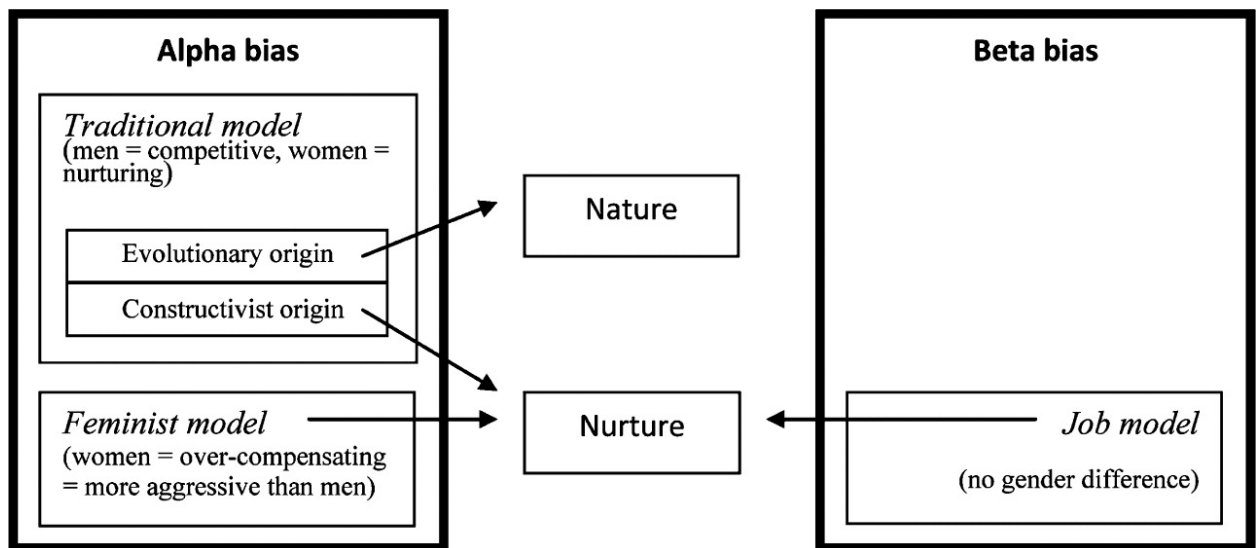 Alpha bias
Traditional model
(men = competitive, women =
nurturing)
Evolutionary origin
Constructivist origin
Feminist model
(women = over-compensating
= more aggressive than men)
Nature
Nurture
Beta bias
Job model
(no gender difference)